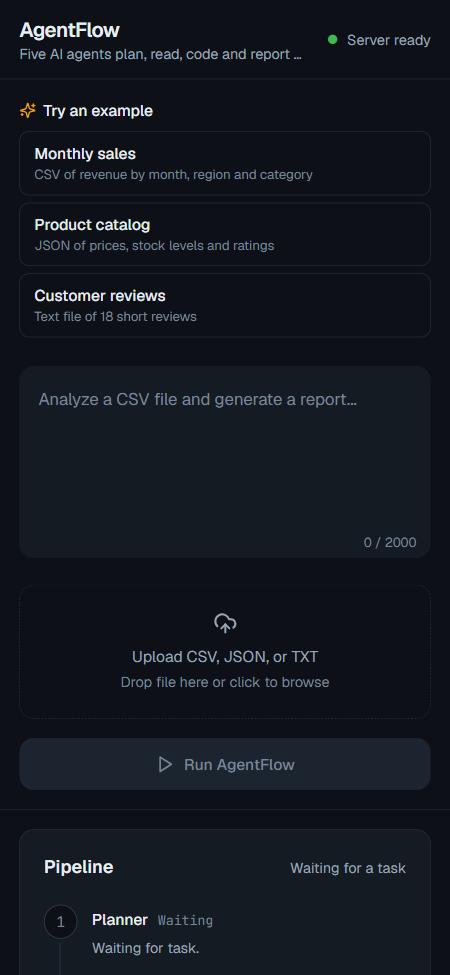 AgentFlow
Five AI agents plan, read, code and report ...
Server ready
Try an example
Monthly sales
CSV of revenue by month, region and category
Product catalog
JSON of prices, stock levels and ratings
Customer reviews
Text file of 18 short reviews
Analyze a CSV file and generate a report...
0 / 2000
Upload CSV, JSON, or TXT
Drop file here or click to browse
Run AgentFlow
Pipeline
Waiting for a task
1
Planner Waiting
Waiting for task.